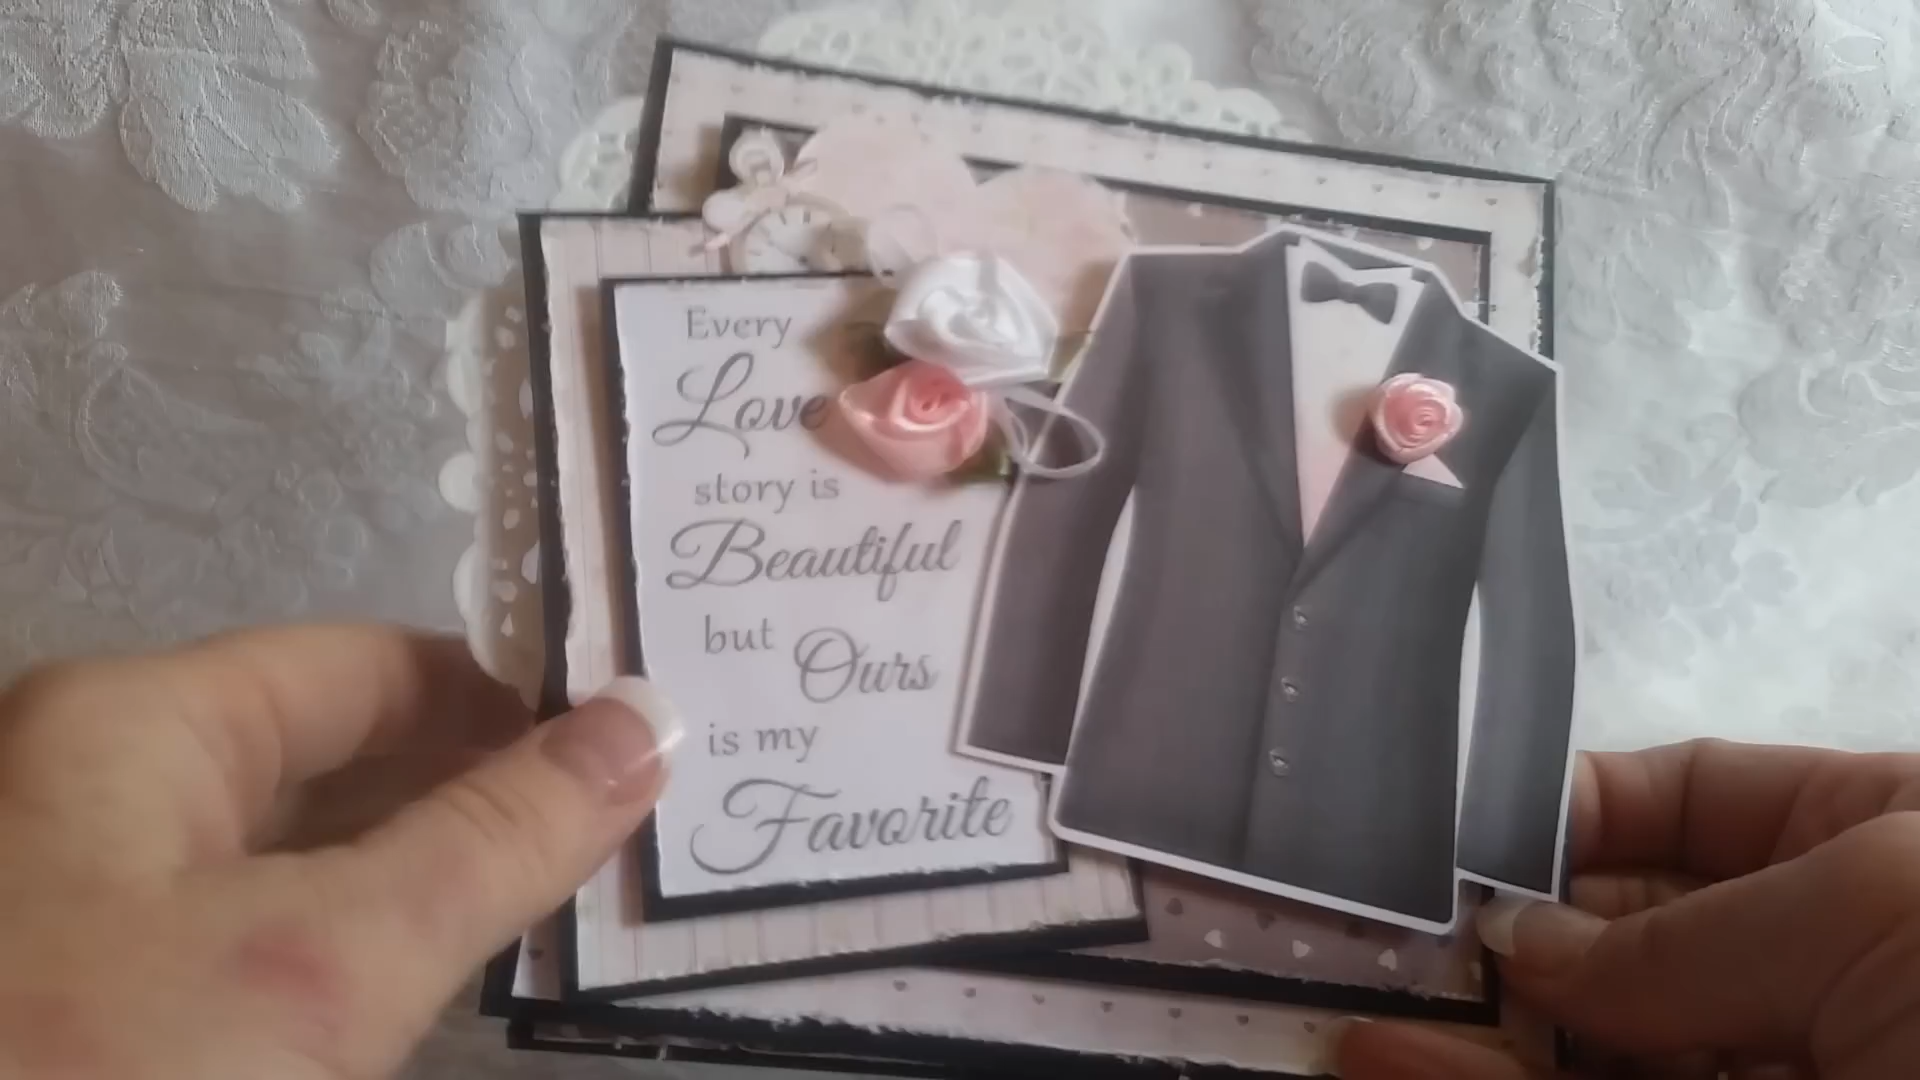 Every
Love
story is
Beautiful
but Ours
is my
Favorite